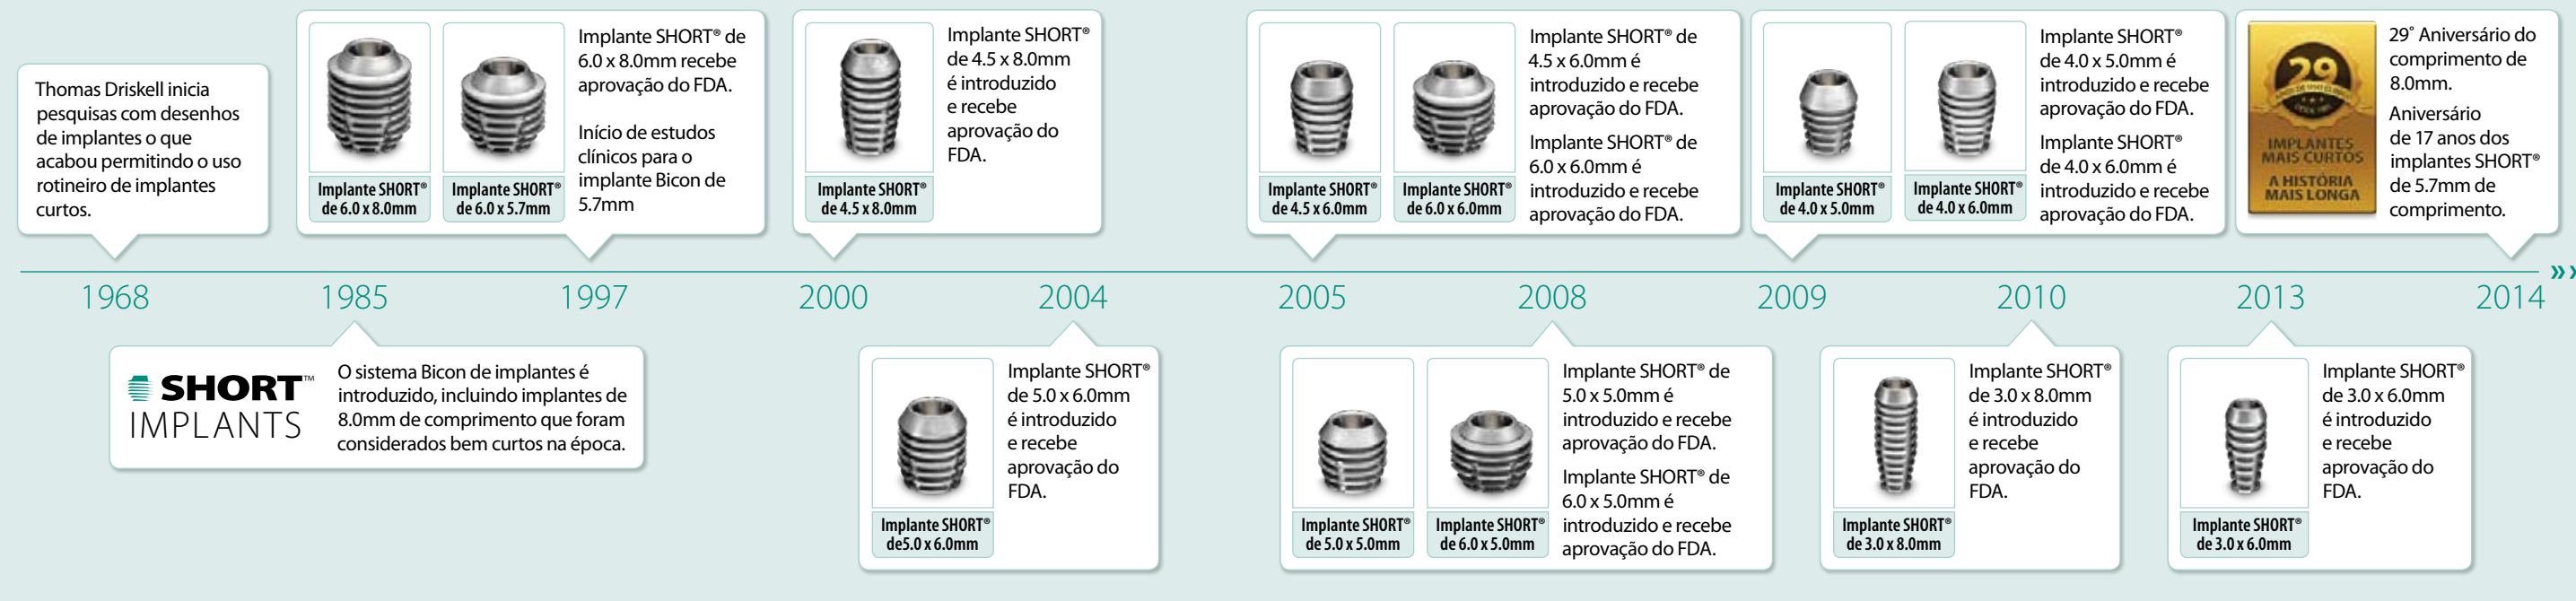 Thomas Driskell inicia
pesquisas com desenhos
de implantes o que
acabou permitindo o uso
rotineiro de implantes
curtos.
Implante SHORT®
de 6.0 x 8.0mm
Implante SHORT®
de 6.0 x 5.7mm
Implante SHORT® de
6.0 x 8.0mm recebe
aprovação do FDA.
Início de estudos
clínicos para o
implante Bicon de
5.7mm
Implante SHORT®
de 4.5 x 8.0mm
Implante SHORT®
de 4.5 x 8.0mm
é introduzido
e recebe
aprovação do
FDA.
Implante SHORT®
de 4.5 x 6.0mm
Implante SHORT®
de 6.0 x 6.0mm
Implante SHORT® de
4.5 x 6.0mm é
introduzido e recebe
aprovação do FDA.
Implante SHORT® de
6.0 x 6.0mm é
introduzido e recebe
aprovação do FDA.
Implante SHORT®
de 4.0 x 5.0mm
Implante SHORT®
de 4.0 x 6.0mm
Implante SHORT®
de 4.0 x 5.0mm é
introduzido e recebe
aprovação do FDA.
Implante SHORT®
de 4.0 x 6.0mm é
introduzido e recebe
aprovação do FDA.
29
IMPLANTES
MAIS CURTOS
A HISTÓRIA
MAIS LONGA
29° Aniversário do
comprimento de
8.0mm.
Aniversário
de 17 anos dos
implantes SHORT®
de 5.7mm de
comprimento.
1968
1985
1997
2000
2004
2005
2008
2009
2010
2013
2014
SHORT™
IMPLANTS
O sistema Bicon de implantes é
introduzido, incluindo implantes de
8.0mm de comprimento que foram
considerados bem curtos na época.
Implante SHORT®
de5.0 x 6.0mm
Implante SHORT®
de 5.0 x 6.0mm
é introduzido
e recebe
aprovação do
FDA.
Implante SHORT®
de 5.0 x 5.0mm
Implante SHORT®
de 6.0 x 5.0mm
Implante SHORT® de
5.0 x 5.0mm é
introduzido e recebe
aprovação do FDA.
Implante SHORT® de
6.0 x 5.0mm é
introduzido e recebe
aprovação do FDA.
Implante SHORT®
de 3.0 x 8.0mm
Implante SHORT®
de 3.0 x 8.0mm
é introduzido
e recebe
aprovação do
FDA.
Implante SHORT®
de 3.0 x 6.0mm
Implante SHORT®
de 3.0 x 6.0mm
é introduzido
e recebe
aprovação do
FDA.